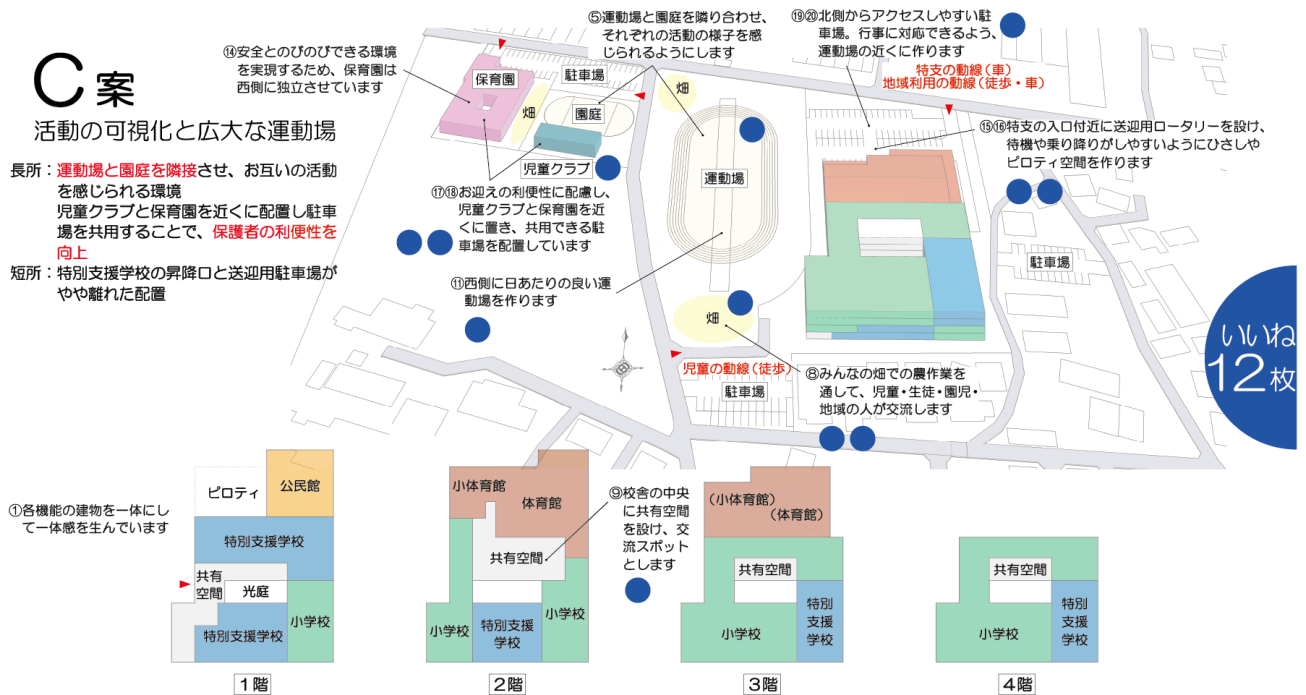 C案
活動の可視化と広大な運動場
長所：運動場と園庭を隣接させ、お互いの活動
を感じられる環境
児童クラブと保育園を近くに配置し駐車
場を共用することで、保護者の利便性を
向上
短所：特別支援学校の昇降口と送迎用駐車場が
やや離れた配置
⑭安全とのびのびできる環境
を実現するため、保育園は
西側に独立させています
⑤運動場と園庭を隣り合わせ、
それぞれの活動の様子を感
じられるようにします
⑲⑳北側からアクセスしやすい駐
車場。行事に対応できるよう、
運動場の近くに作ります
特支の動線（車）
地域利用の動線（徒歩・車）
⑮⑯特支の入口付近に送迎用ロータリーを設け、
待機や乗り降りがしやすいようにひさしや
ピロティ空間を作ります
保育園
駐車場
畑
園庭
児童クラブ
畑
運動場
駐車場
⑰⑱お迎えの利便性に配慮し、
児童クラブと保育園を近
くに置き、共用できる駐
車場を配置しています
⑪西側に日あたりの良い運
動場を作ります
駐車場
畑
児童の動線（徒歩）
駐車場
⑧みんなの畑での農作業を
通して、児童・生徒・園児・
地域の人が交流します
いいね
12枚
①各機能の建物を一体にし
て一体感を生んでいます
ピロティ
公民館
特別支援学校
共有
空間
光庭
特別支援学校
小学校
1階
小体育館
体育館
共有空間
小学校
特別支援学校
小学校
2階
⑨校舎の中央
に共有空間
を設け、交
流スポット
とします
（小体育館）
（体育館）
共有空間
小学校
特別
支援
学校
3階
共有空間
小学校
特別
支援
学校
4階